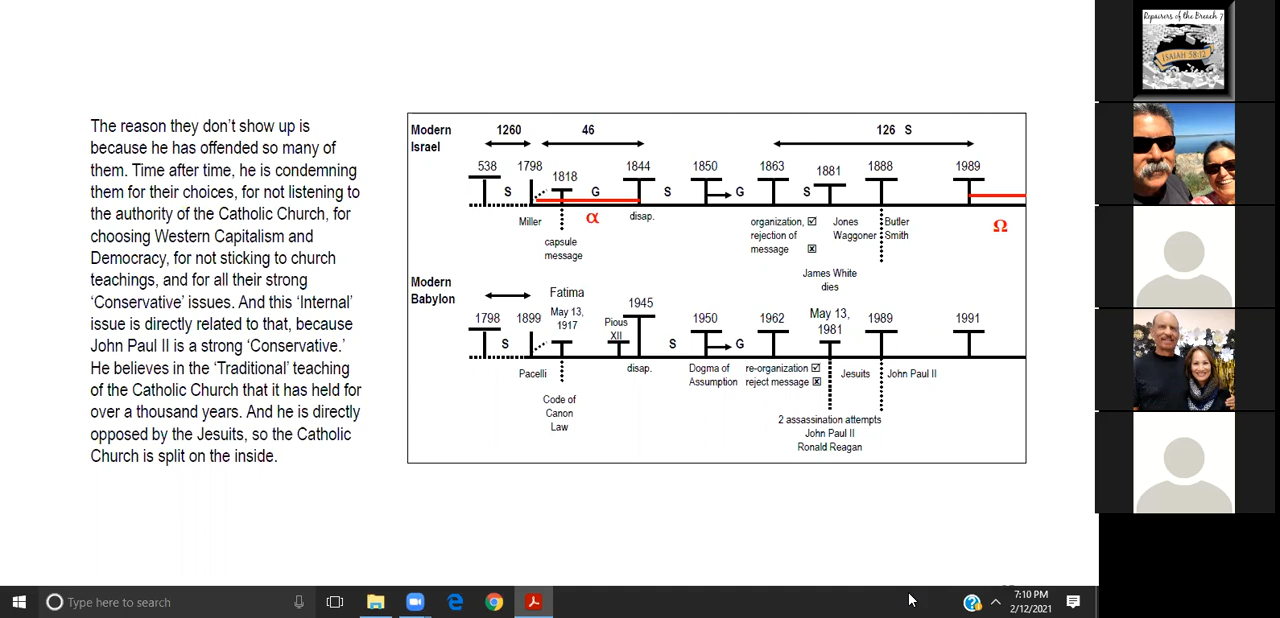 The reason they don't show up is
because he has offended so many of
them. Time after time, he is condemning
them for their choices, for not listening to
the authority of the Catholic Church, for
choosing Western Capitalism and
Democracy, for not sticking to church
teachings, and for all their strong
'Conservative' issues. And this 'Internal'
issue is directly related to that, because
John Paul II is a strong 'Conservative.'
He believes in the 'Traditional' teaching
of the Catholic Church that it has held for
over a thousand years. And he is directly
opposed by the Jesuits, so the Catholic
Church is split on the inside.
Modern
Israel
1260
46
126 S
538
1798
1818
1844
1850
1863
1881
1888
1989
S
G
S
G
S
Miller
α
disap.
capsule
message
organization, ☑
rejection of
message ☒
Jones
Waggoner
Butler
Smith
Ω
James White
dies
Modern
Babylon
Fatima
1798
1899
May 13,
1917
Pious
XII
1945
1950
1962
May 13,
1981
1989
1991
S
S
G
Pacelli
disap.
Dogma of
Assumption
re-organization ☑
reject message ☒
Jesuits
John Paul II
Code of
Canon
Law
2 assassination attempts
John Paul II
Ronald Reagan
Repairers of the Breach 7
ISAIAH 58:12
Type here to search
7:10 PM
2/12/2021